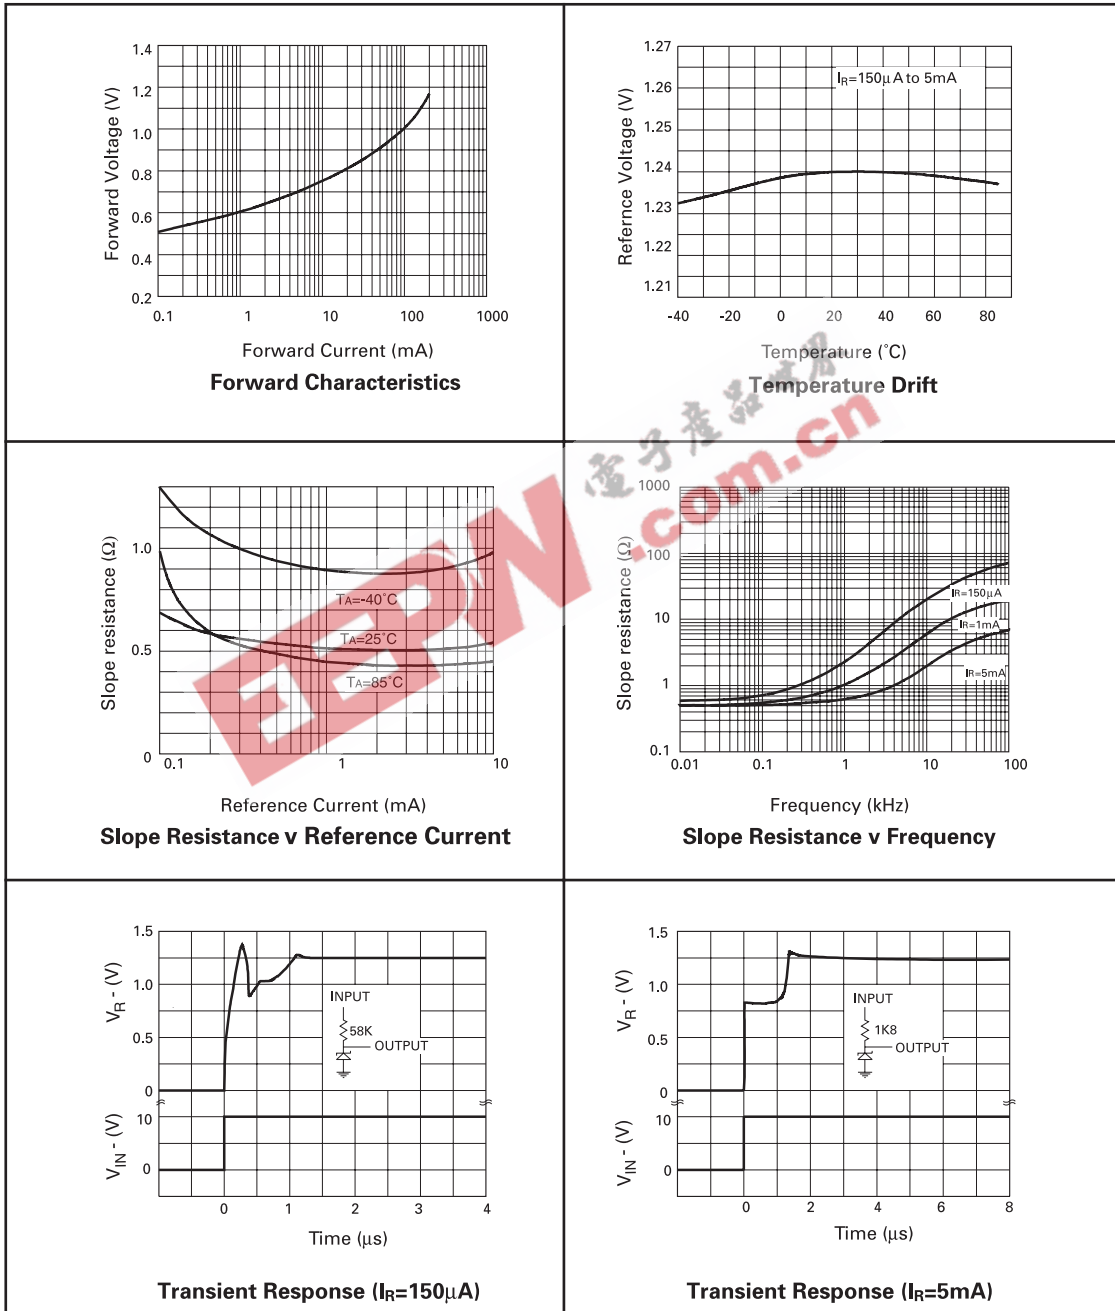 1.4
1.2
1.0
0.8
0.6
0.4
0.2
Forward Voltage (V)
0.1 1 10 100 1000
Forward Current (mA)
Forward Characteristics
1.27
1.26
1.25
1.24
1.23
1.22
1.21
Refernce Voltage (V)
IR=150μA to 5mA
-40 -20 0 20 40 60 80
Temperature (°C)
Temperature Drift
電子産品世界
EEPW.com.cn
1.0
0.5
0
Slope resistance (Ω)
TA=-40°C
TA=25°C
TA=85°C
0.1 1 10
Reference Current (mA)
Slope Resistance v Reference Current
1000
100
10
1
0.1
Slope resistance (Ω)
IR=150μA
IR=1mA
IR=5mA
0.01 0.1 1 10 100
Frequency (kHz)
Slope Resistance v Frequency
1.5
1.0
0.5
0
VR - (V)
INPUT
58K
OUTPUT
10
0
VIN - (V)
0 1 2 3 4
Time (μs)
Transient Response (IR=150μA)
1.5
1.0
0.5
0
VR - (V)
INPUT
1K8
OUTPUT
10
0
VIN - (V)
0 2 4 6 8
Time (μs)
Transient Response (IR=5mA)